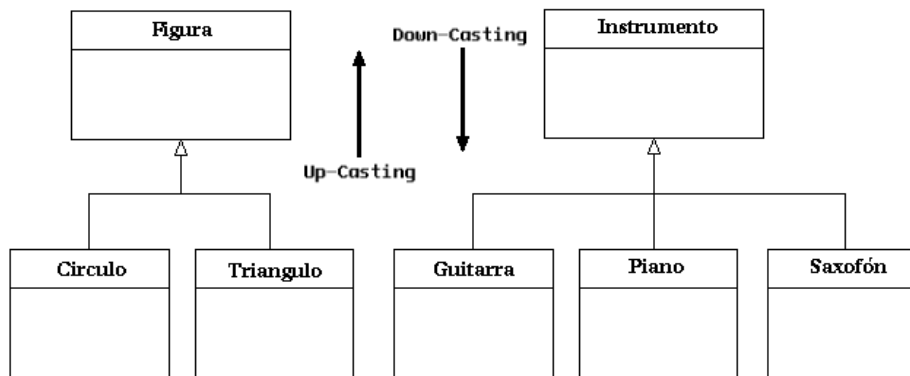 Figura
Down-Casting
Instrumento
Up-Casting
Circulo
Triangulo
Guitarra
Piano
Saxofón